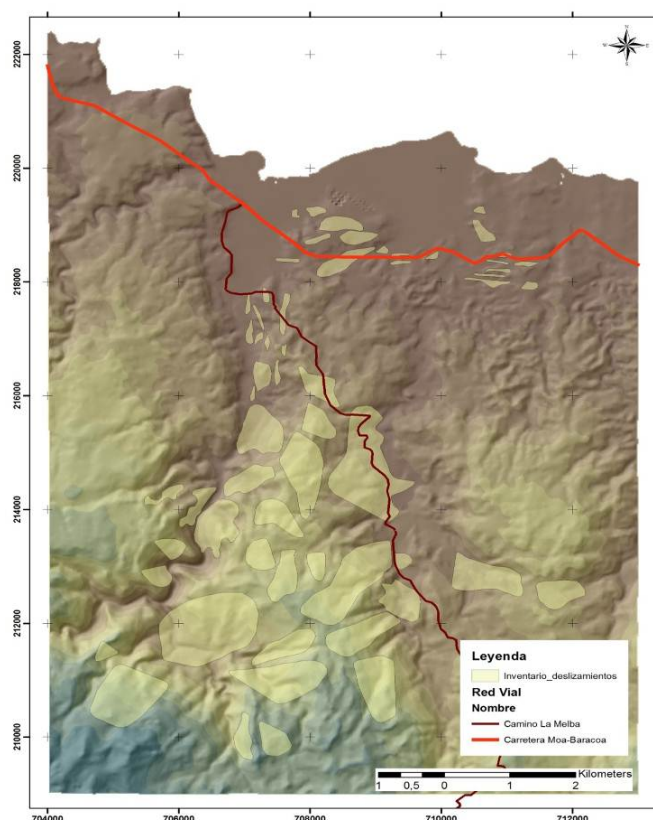 N
W
E
S
222000
220000
218000
216000
214000
212000
210000
Leyenda
Inventario_deslizamientos
Red Vial
Nombre
Camino La Melba
Carretera Moa-Baracoa
Kilometers
1 0,5 0 1 2
704000 706000 708000 710000 712000